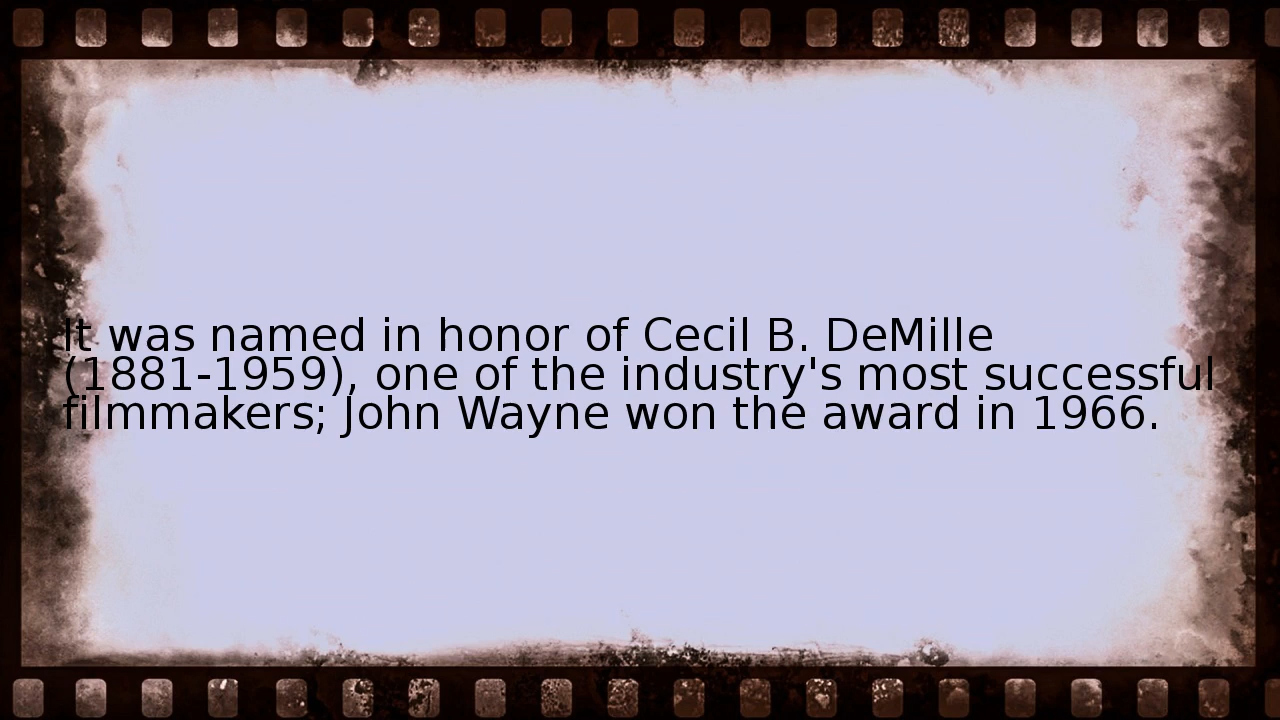 It was named in honor of Cecil B. DeMille
(1881-1959), one of the industry's most successful
filmmakers; John Wayne won the award in 1966.